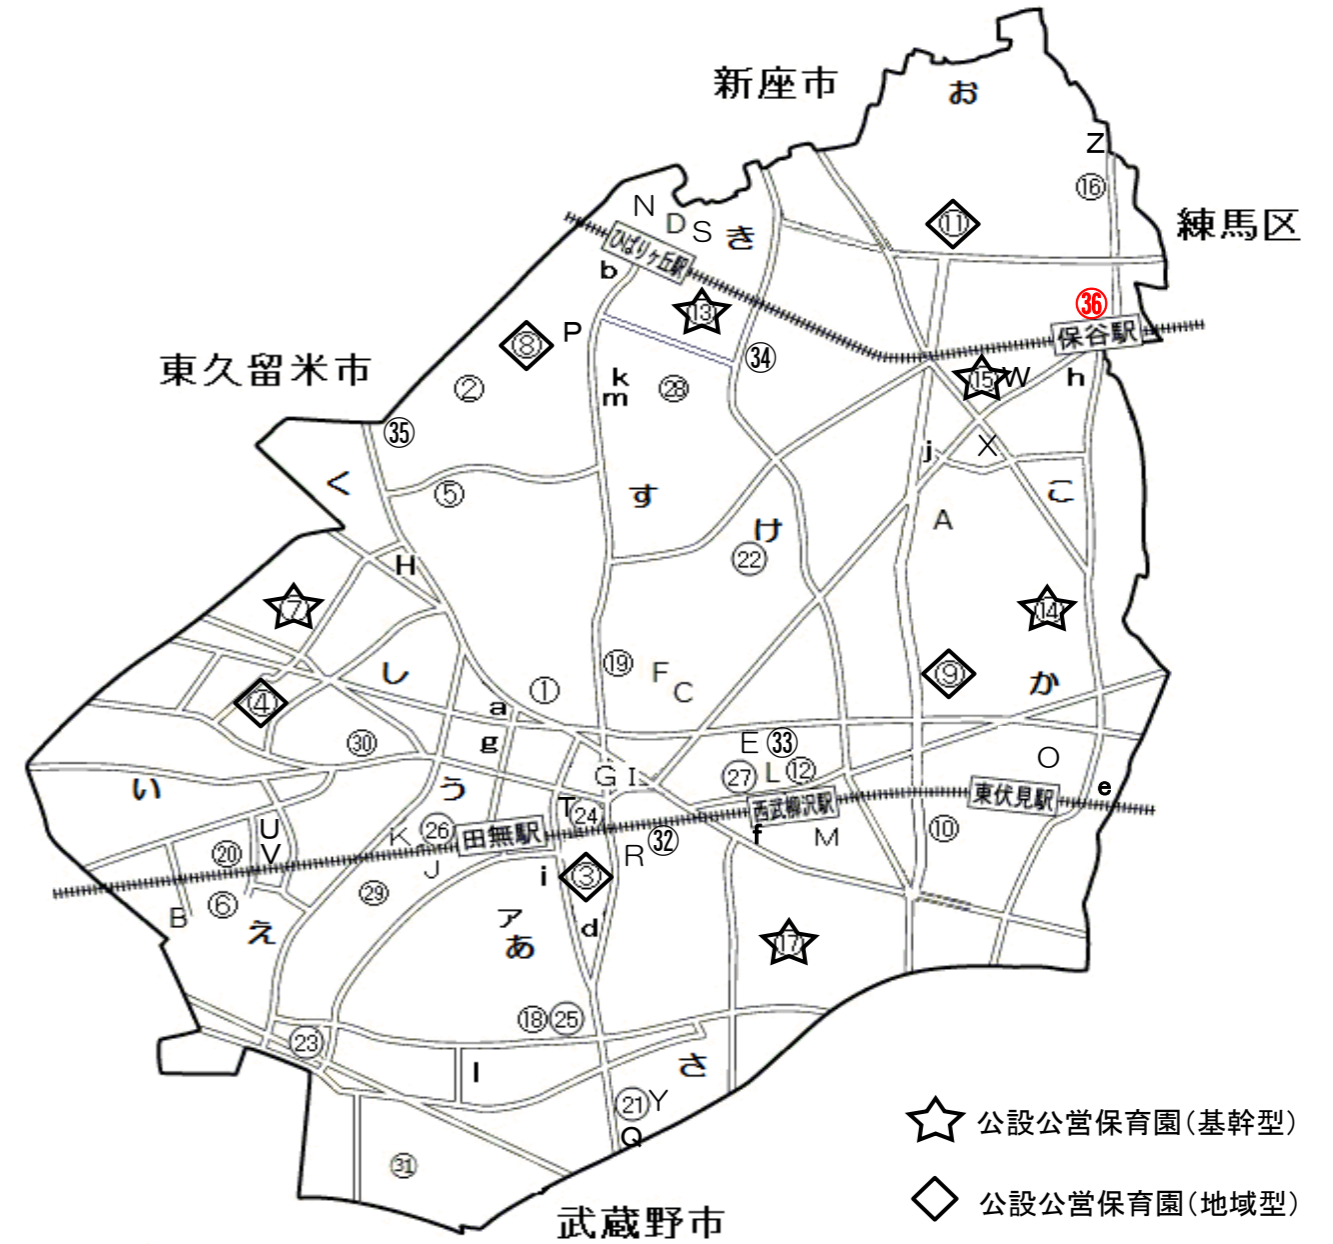 新座市
お
Z
⑯
N
D
S
き
⑪
練馬区
ひばりヶ丘駅
b
⑬
㊱
保谷駅
⑧
P
㉞
東久留米市
⑮
W
h
②
k
m
㉘
㉟
j
X
く
⑤
す
こ
A
け
㉒
H
⑦
⑭
し
⑲
F
C
⑨
か
④
①
a
g
㉚
E
㉝
O
い
う
G
I
㉗
L
⑫
e
T
㉔
西武柳沢駅
東伏見駅
U
K
㉖
田無駅
㉜
f
M
⑩
⑳
V
J
R
i
③
⑥
㉙
B
え
ア
あ
d
⑰
⑱
㉕
㉓
l
さ
㉑
Y
Q
㉛
武蔵野市
公設公営保育園(基幹型)
公設公営保育園(地域型)